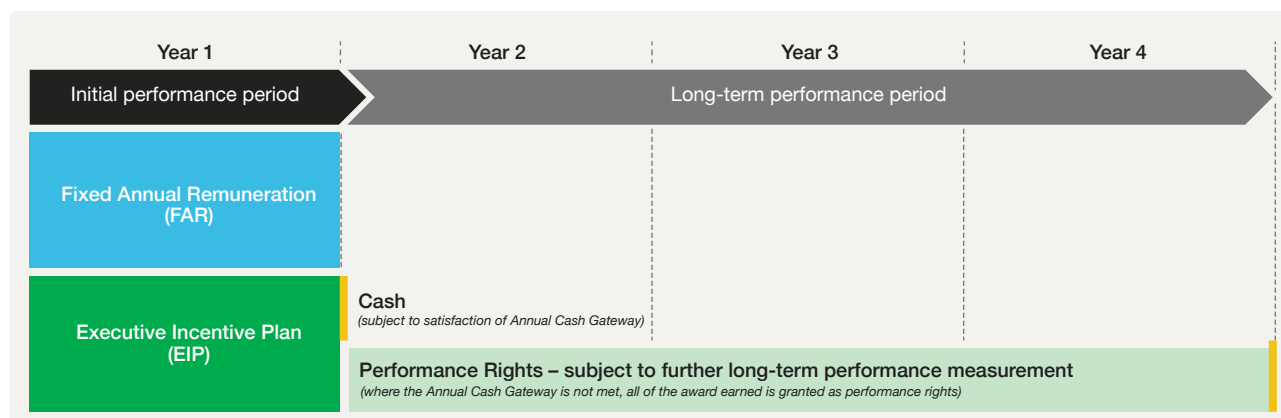 Year 1
Year 2
Year 3
Year 4
Initial performance period
Long-term performance period
Fixed Annual Remuneration
(FAR)
Executive Incentive Plan
(EIP)
Cash
(subject to satisfaction of Annual Cash Gateway)
Performance Rights – subject to further long-term performance measurement
(where the Annual Cash Gateway is not met, all of the award earned is granted as performance rights)